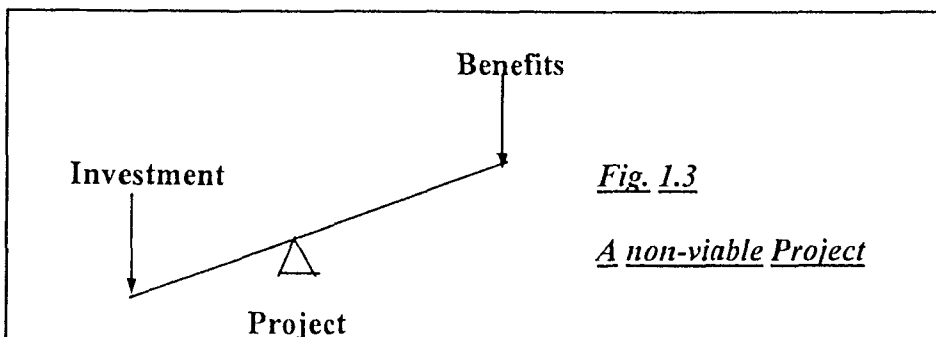 Benefits
Investment
Fig. 1.3
A non-viable Project
Project